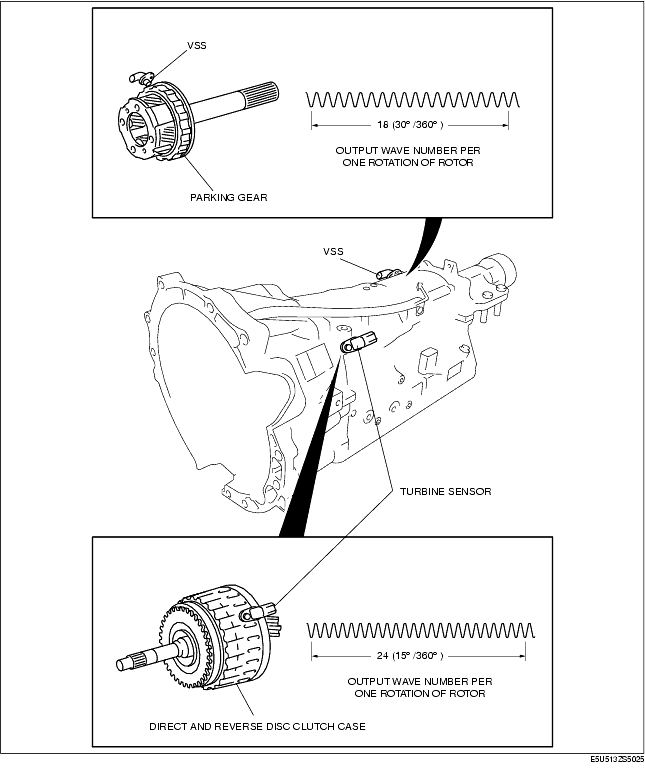 VSS
18 (30° /360° )
OUTPUT WAVE NUMBER PER
ONE ROTATION OF ROTOR
PARKING GEAR
VSS
TURBINE SENSOR
24 (15° /360° )
OUTPUT WAVE NUMBER PER
ONE ROTATION OF ROTOR
DIRECT AND REVERSE DISC CLUTCH CASE
E5U513ZS5025